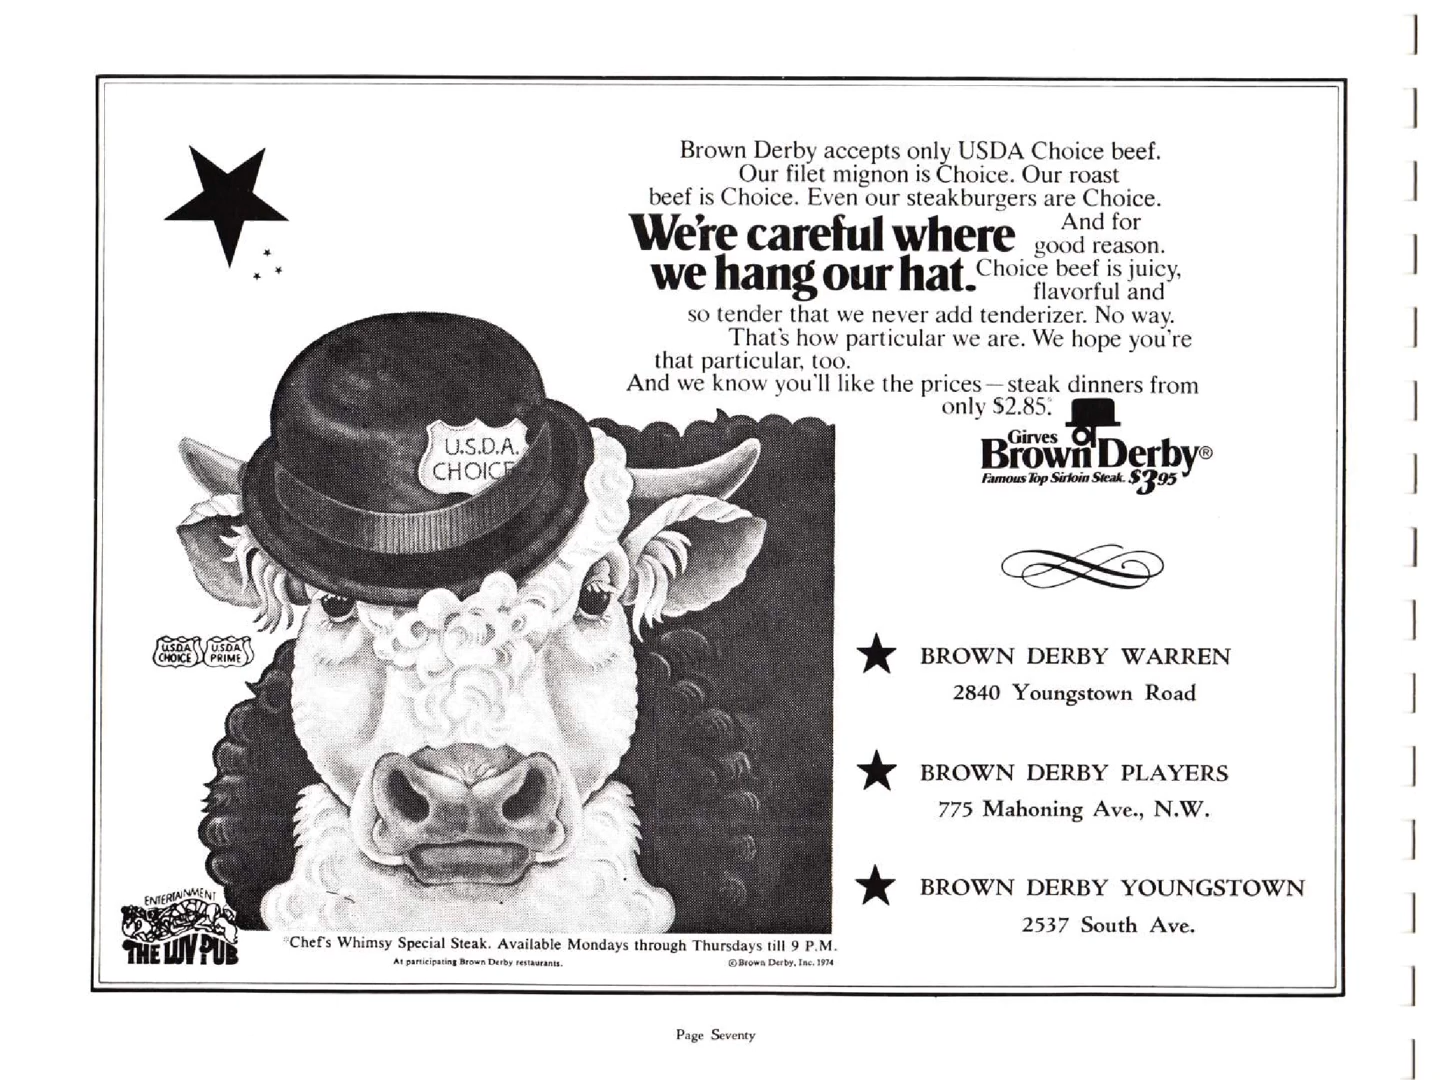 Brown Derby accepts only USDA Choice beef.
Our filet mignon is Choice. Our roast
beef is Choice. Even our steakburgers are Choice.
We're careful where
we hang our hat.
And for
good reason.
Choice beef is juicy,
flavorful and
so tender that we never add tenderizer. No way.
That's how particular we are. We hope you're
that particular, too.
And we know you'll like the prices—steak dinners from
only $2.85.*
Girves
Brown Derby®
Famous Top Sirloin Steak. $3.95
U.S.D.A.
CHOICE
U.S.D.A. CHOICE
U.S.D.A. PRIME
BROWN DERBY WARREN
2840 Youngstown Road
BROWN DERBY PLAYERS
775 Mahoning Ave., N.W.
BROWN DERBY YOUNGSTOWN
2537 South Ave.
ENTERTAINMENT
THE LUV PUB
*Chef's Whimsy Special Steak. Available Mondays through Thursdays till 9 P.M.
At participating Brown Derby restaurants.
©Brown Derby, Inc. 1974
Page Seventy